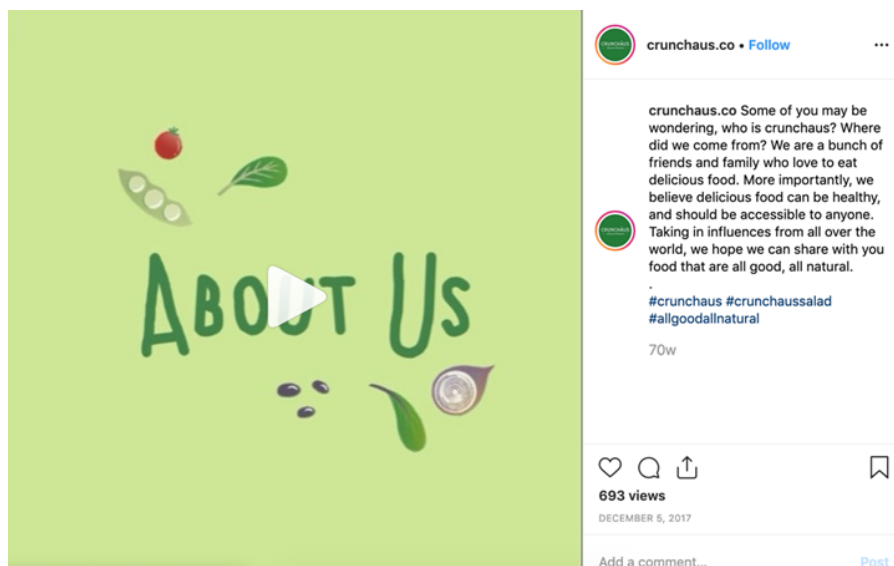 ABOUT US
CRUNCHAUS
crunchaus.co • Follow
CRUNCHAUS
crunchaus.co Some of you may be
wondering, who is crunchaus? Where
did we come from? We are a bunch of
friends and family who love to eat
delicious food. More importantly, we
believe delicious food can be healthy,
and should be accessible to anyone.
Taking in influences from all over the
world, we hope we can share with you
food that are all good, all natural.
.
#crunchaus #crunchaussalad
#allgoodallnatural
70w
693 views
DECEMBER 5, 2017
Add a comment...
Post